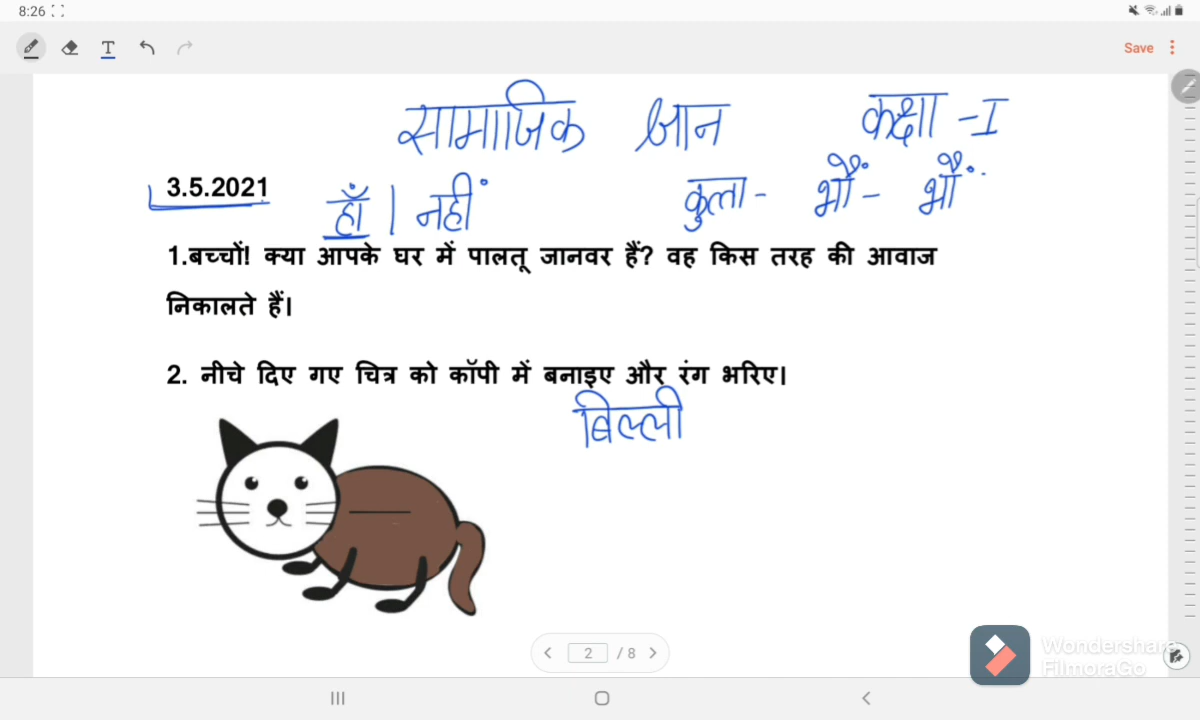 8:26
T
Save
सामाजिक ज्ञान कक्षा -I
3.5.2021
हाँ | नहीं कुत्ता - भौं - भौं
1.बच्चों! क्या आपके घर में पालतू जानवर हैं? वह किस तरह की आवाज
निकालते हैं।
2. नीचे दिए गए चित्र को कॉपी में बनाइए और रंग भरिए।
बिल्ली
2 / 8
Wondershare
FilmoraGo